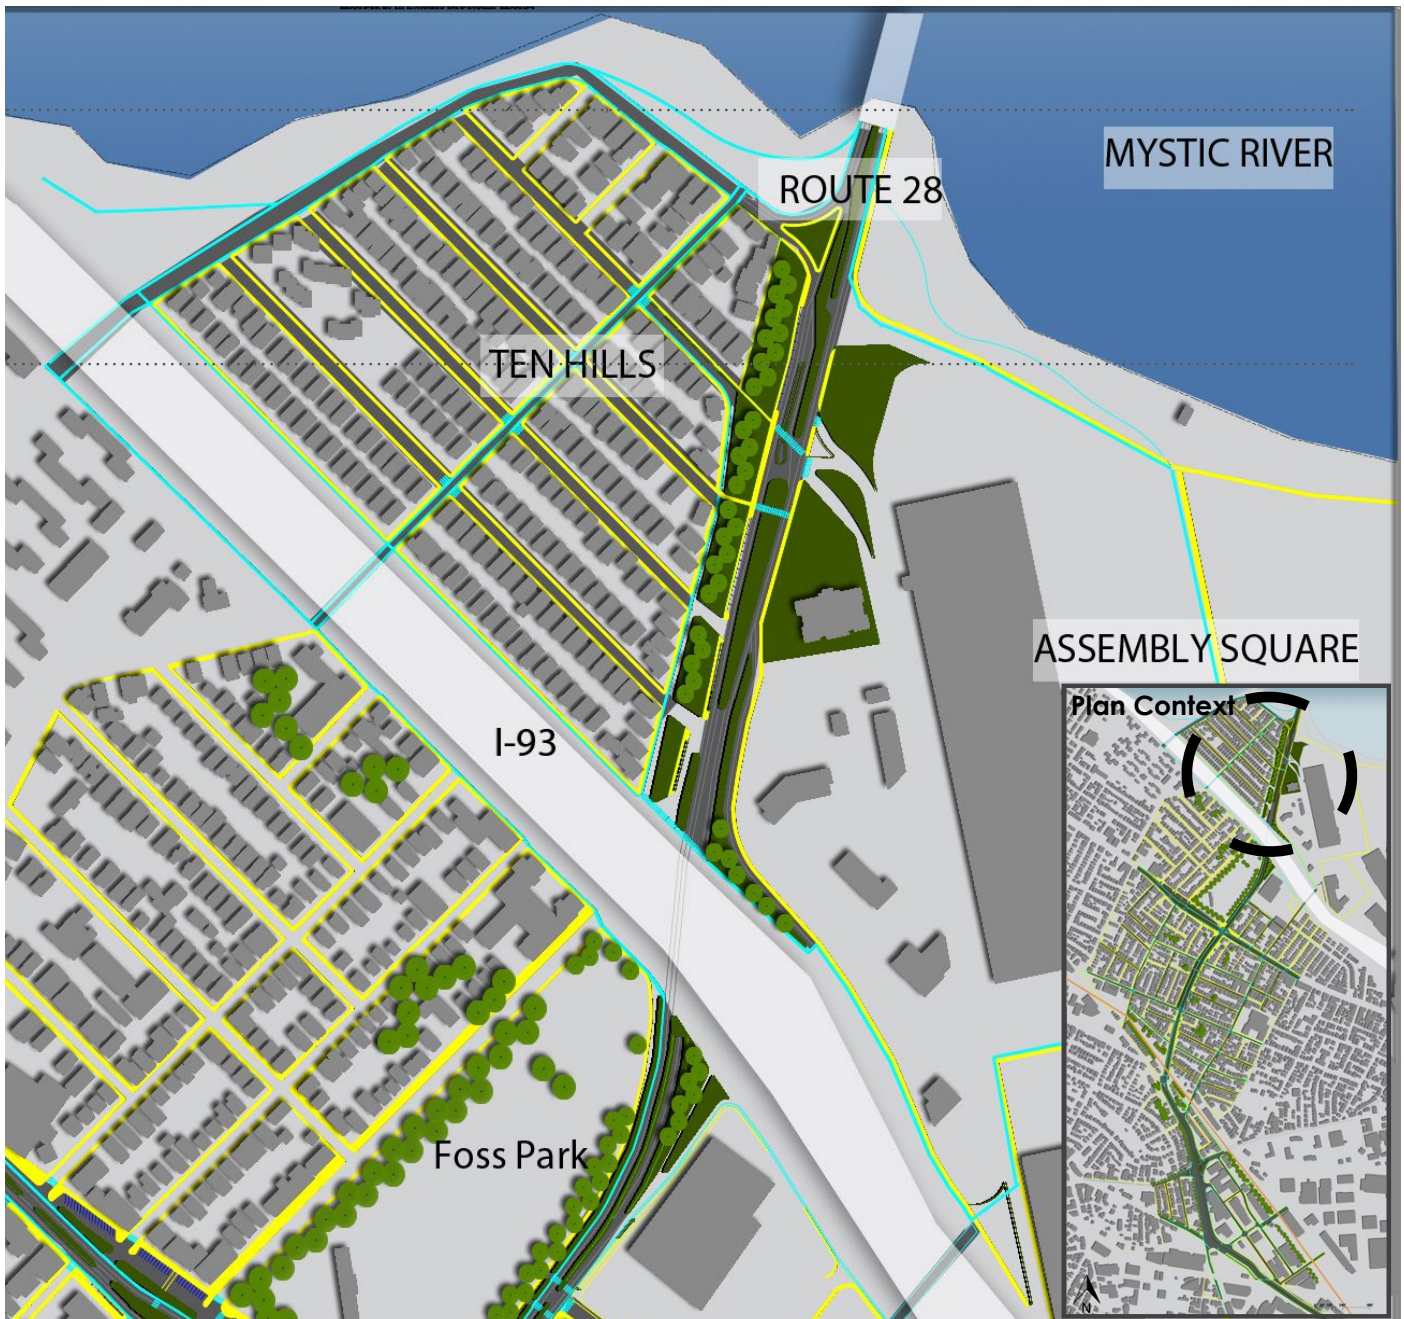 MYSTIC RIVER
ROUTE 28
TEN HILLS
ASSEMBLY SQUARE
Plan Context
I-93
Foss Park
N